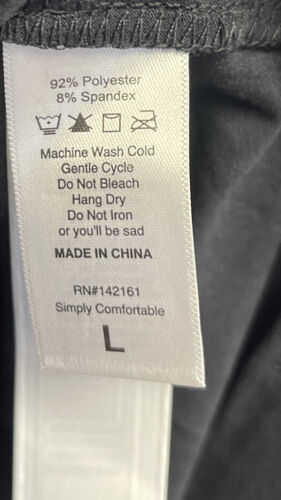 92% Polyester
8% Spandex
Machine Wash Cold
Gentle Cycle
Do Not Bleach
Hang Dry
Do Not Iron
or you'll be sad
MADE IN CHINA
RN#142161
Simply Comfortable
L